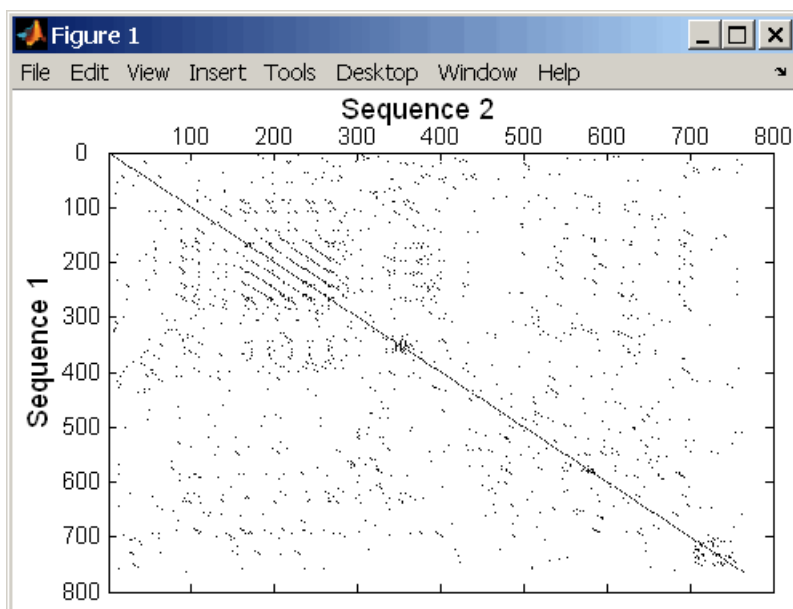 Figure 1
File Edit View Insert Tools Desktop Window Help
Sequence 2
100 200 300 400 500 600 700 800
0
100
200
300
400
500
600
700
800
Sequence 1